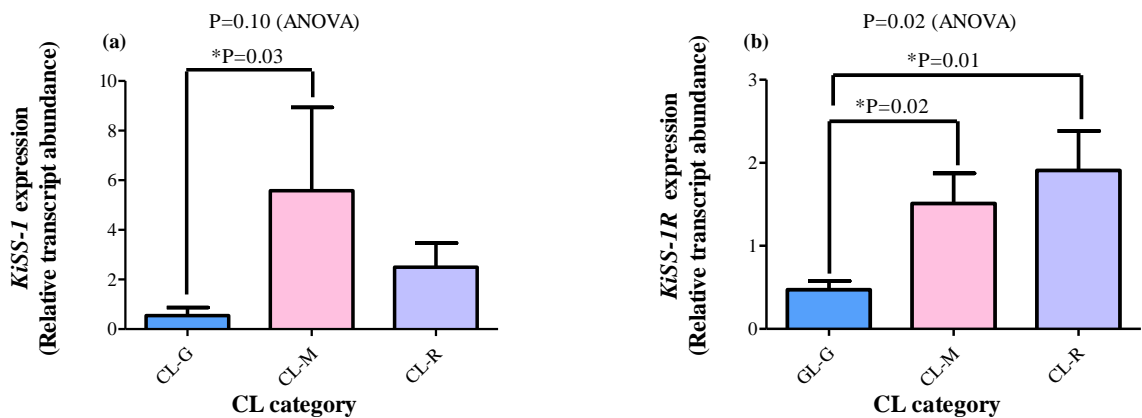 P=0.10 (ANOVA)
(a)
*P=0.03
10
8
6
4
2
0
KiSS-1 expression
(Relative transcript abundance)
CL-G
CL-M
CL-R
CL category
P=0.02 (ANOVA)
(b)
*P=0.01
*P=0.02
3
2
1
0
KiSS-1R expression
(Relative transcript abundance)
GL-G
CL-M
CL-R
CL category